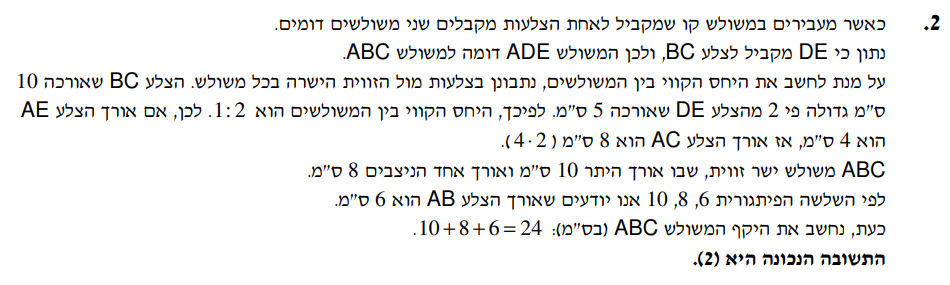 2. כאשר מעבירים במשולש קו שמקביל לאחת הצלעות מקבלים שני משולשים דומים.
נתון כי DE מקביל לצלע BC, ולכן המשולש ADE דומה למשולש ABC.
על מנת לחשב את היחס הקווי בין המשולשים, נתבונן בצלעות מול הזווית הישרה בכל משולש. הצלע BC שאורכה 10
ס"מ גדולה פי 2 מהצלע DE שאורכה 5 ס"מ. לפיכך, היחס הקווי בין המשולשים הוא 1:2. לכן, אם אורך הצלע AE
הוא 4 ס"מ, אז אורך הצלע AC הוא 8 ס"מ (4·2).
ABC משולש ישר זווית, שבו אורך היתר 10 ס"מ ואורך אחד הניצבים 8 ס"מ.
לפי השלשה הפיתגורית 6, 8, 10 אנו יודעים שאורך הצלע AB הוא 6 ס"מ.
כעת, נחשב את היקף המשולש ABC (בס"מ): 10+8+6=24.
התשובה הנכונה היא (2).